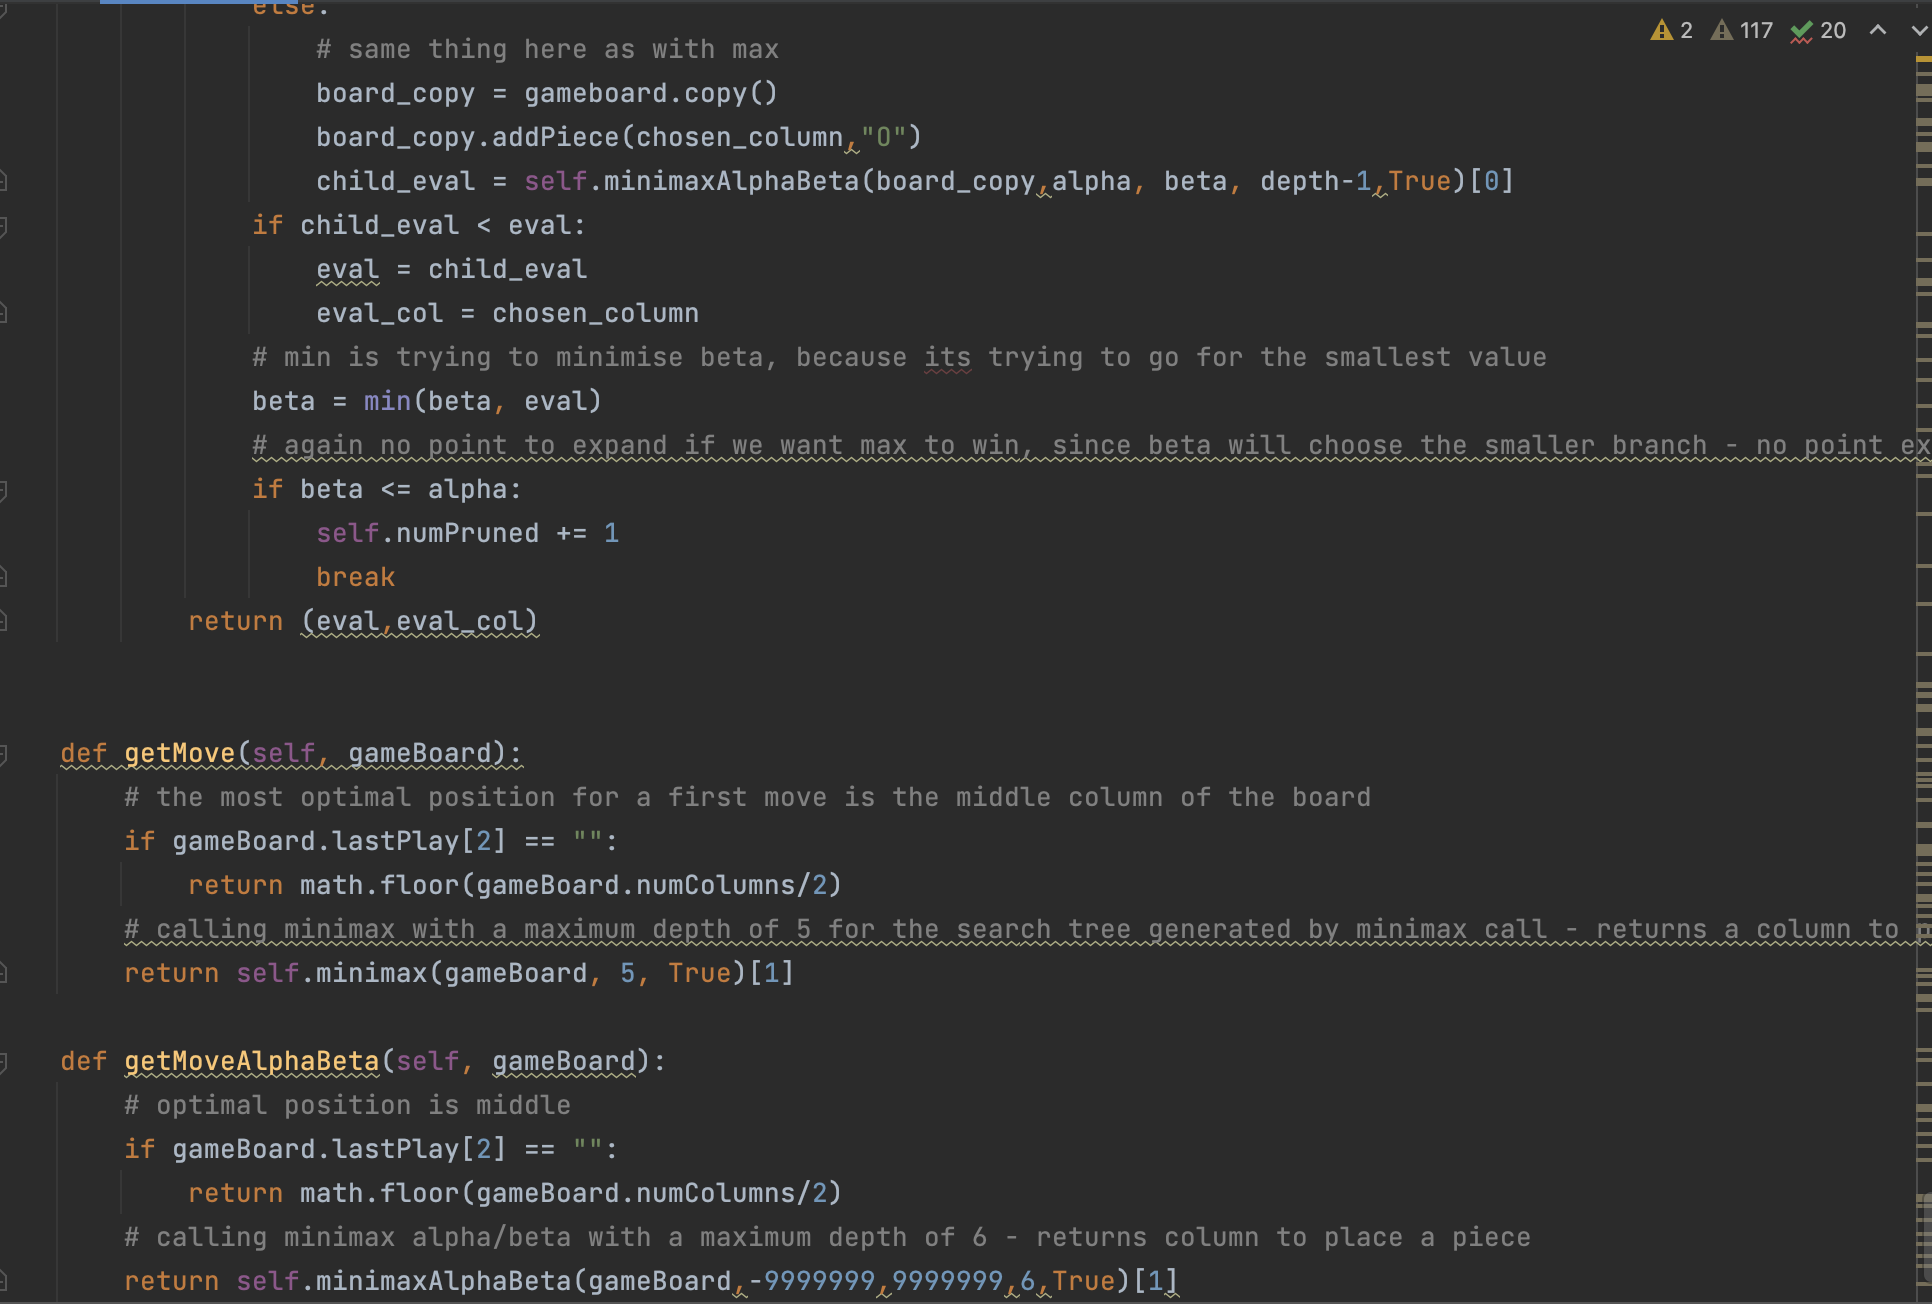 else:
2 117 20
# same thing here as with max
board_copy = gameboard.copy()
board_copy.addPiece(chosen_column,"O")
child_eval = self.minimaxAlphaBeta(board_copy,alpha, beta, depth-1,True)[0]
if child_eval < eval:
eval = child_eval
eval_col = chosen_column
# min is trying to minimise beta, because its trying to go for the smallest value
beta = min(beta, eval)
# again no point to expand if we want max to win, since beta will choose the smaller branch - no point ex
if beta <= alpha:
self.numPruned += 1
break
return (eval,eval_col)
def getMove(self, gameBoard):
# the most optimal position for a first move is the middle column of the board
if gameBoard.lastPlay[2] == "":
return math.floor(gameBoard.numColumns/2)
# calling minimax with a maximum depth of 5 for the search tree generated by minimax call - returns a column to p
return self.minimax(gameBoard, 5, True)[1]
def getMoveAlphaBeta(self, gameBoard):
# optimal position is middle
if gameBoard.lastPlay[2] == "":
return math.floor(gameBoard.numColumns/2)
# calling minimax alpha/beta with a maximum depth of 6 - returns column to place a piece
return self.minimaxAlphaBeta(gameBoard,-9999999,9999999,6,True)[1]